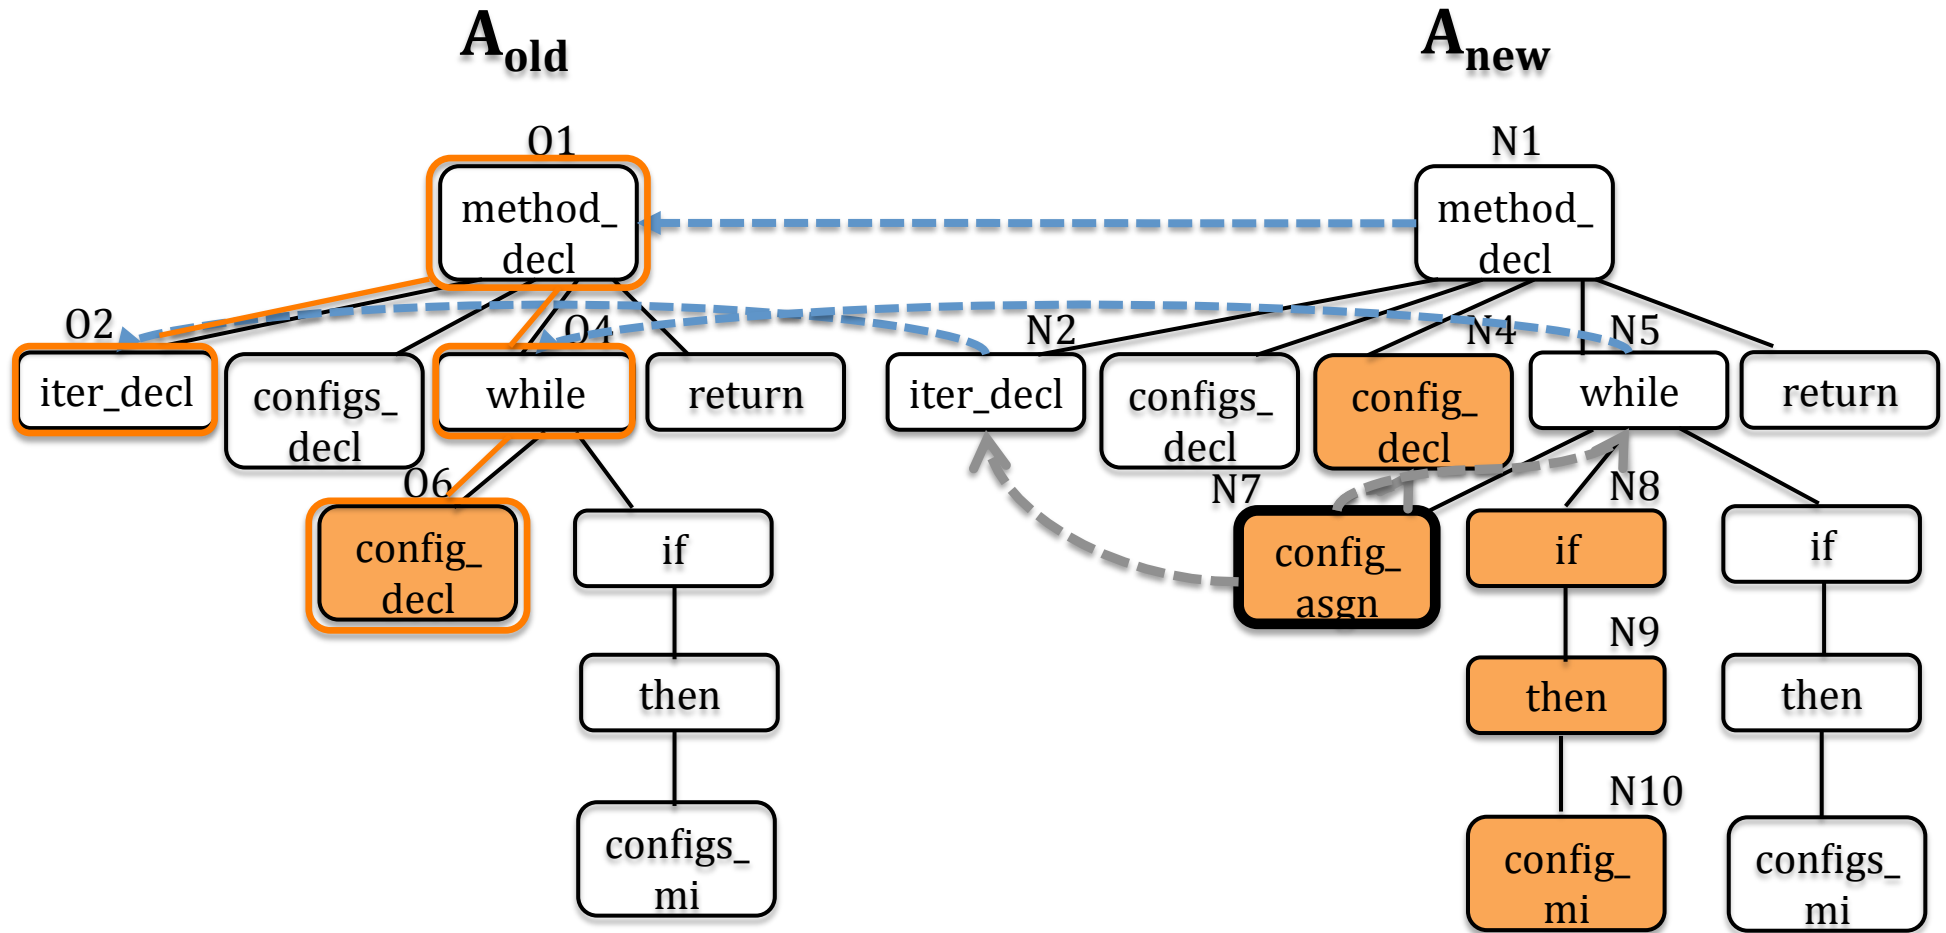 A_old
A_new
O1
N1
method_
decl
method_
decl
O2
O4
N2
N4
N5
iter_decl
configs_
decl
while
return
iter_decl
configs_
decl
config_
decl
while
return
O6
N7
N8
config_
decl
if
config_
asgn
if
if
N9
then
then
then
N10
configs_
mi
config_
mi
configs_
mi